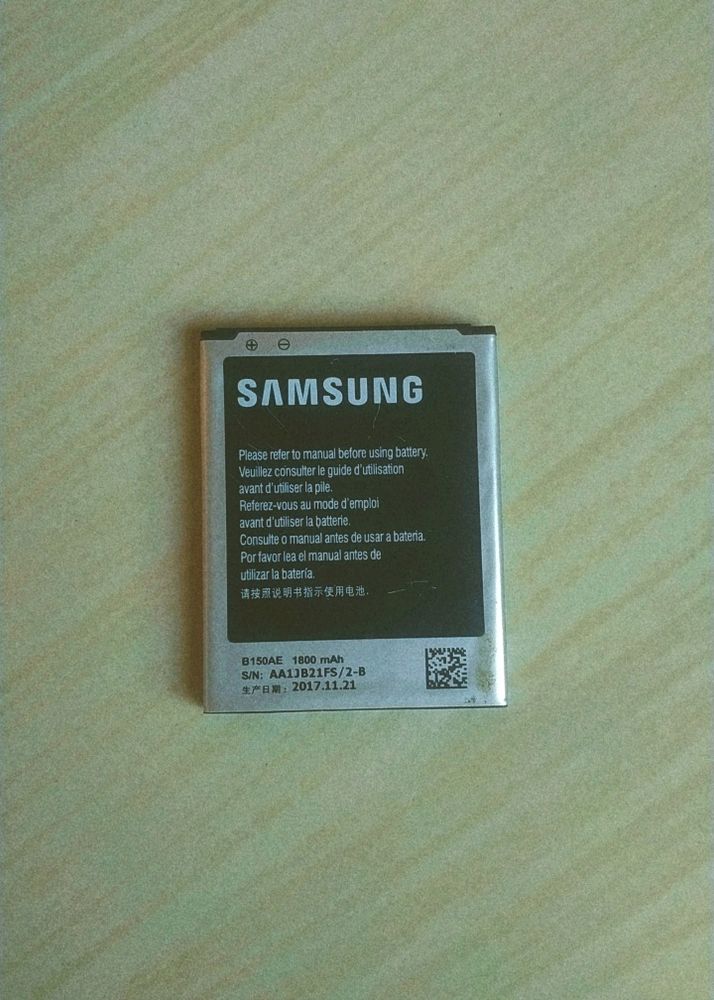 SAMSUNG
Please refer to manual before using battery.
Veuillez consulter le guide d'utilisation
avant d'utiliser la pile.
Referez-vous au mode d'emploi
avant d'utiliser la batterie.
Consulte o manual antes de usar a bateria.
Por favor lea el manual antes de
utilizar la batería.
请按照说明书指示使用电池.
B150AE 1800 mAh
S/N: AA1JB21FS/2-B
生产日期: 2017.11.21